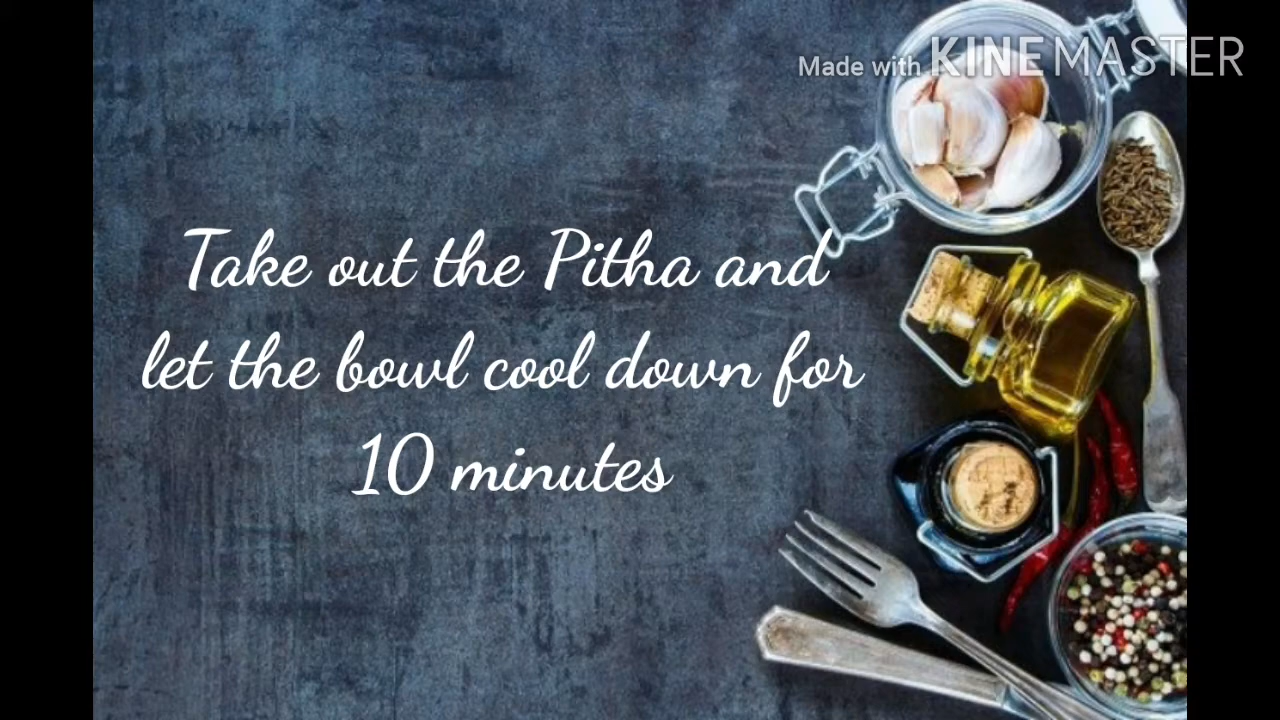 Made with KINEMASTER
Take out the Pitha and
let the bowl cool down for
10 minutes